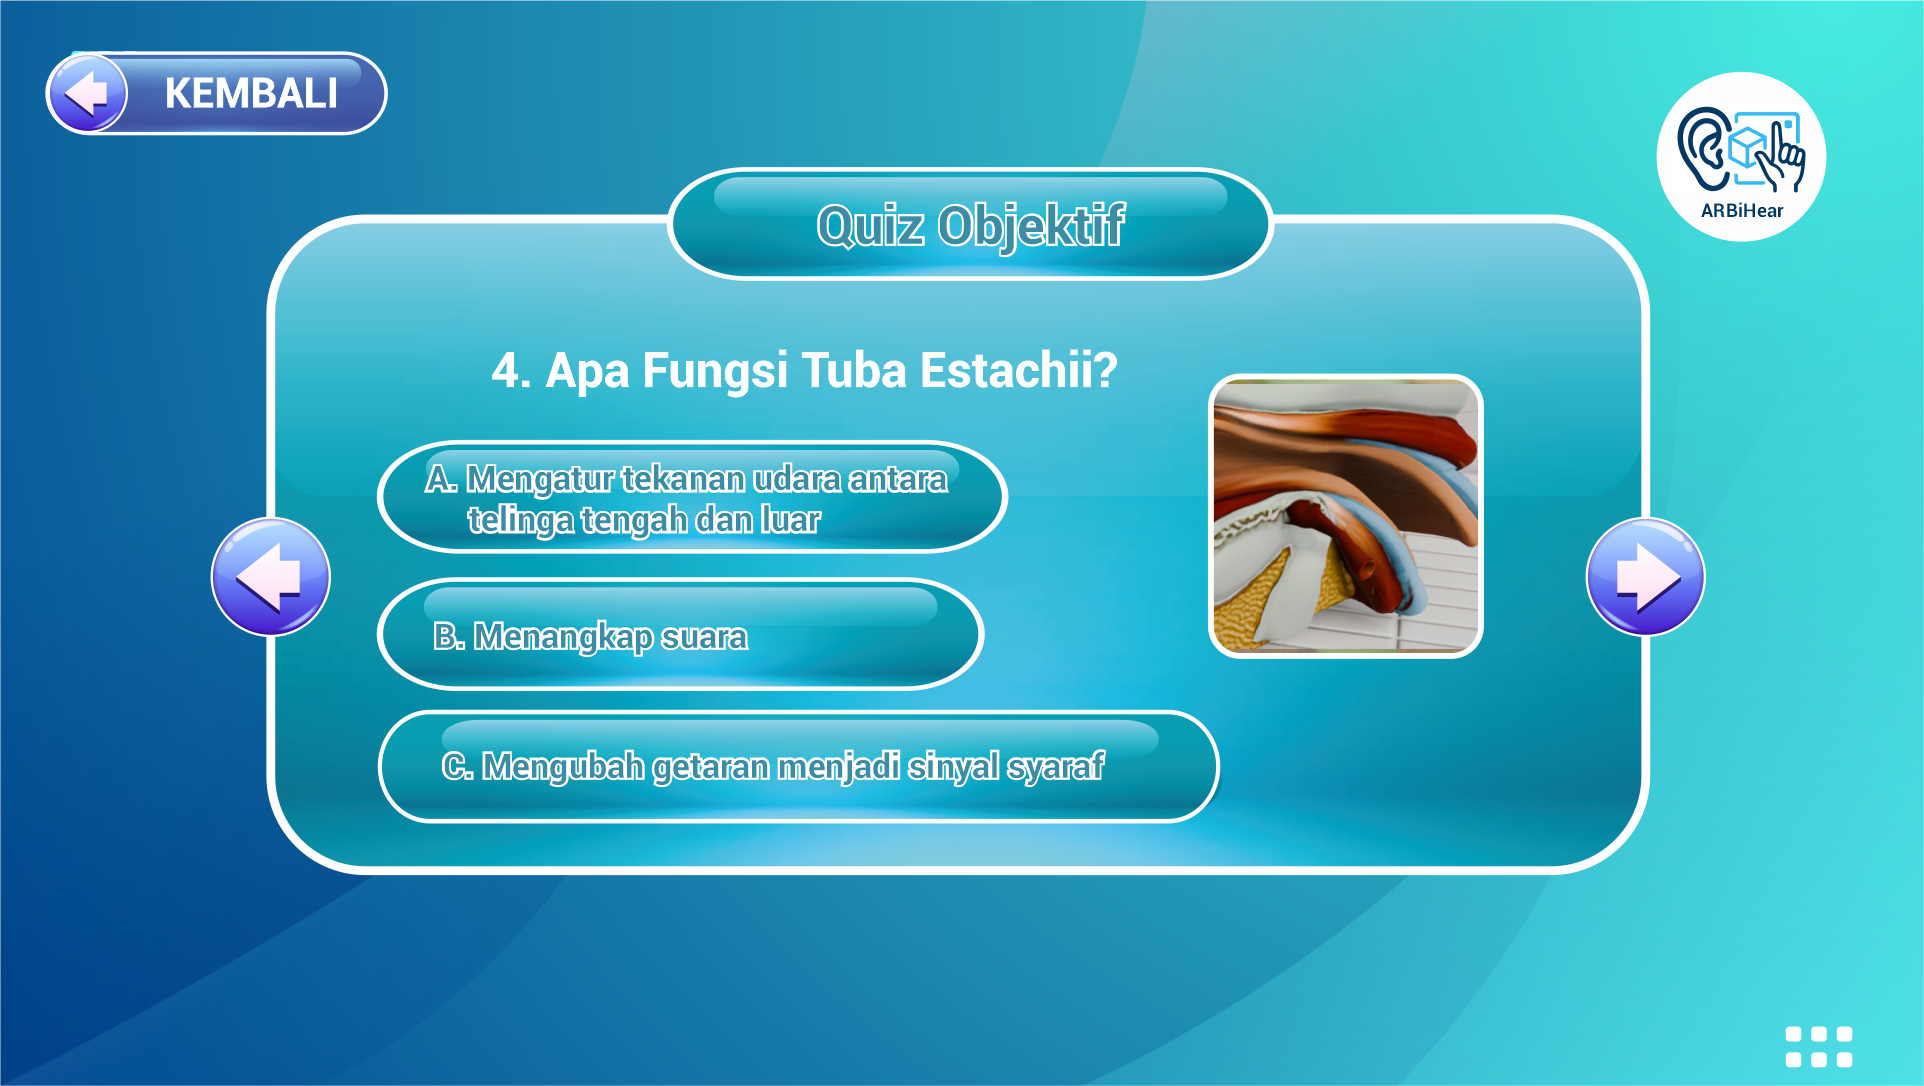 KEMBALI
ARBiHear
Quiz Objektif
4. Apa Fungsi Tuba Estachii?
A. Mengatur tekanan udara antara
telinga tengah dan luar
B. Menangkap suara
C. Mengubah getaran menjadi sinyal syaraf